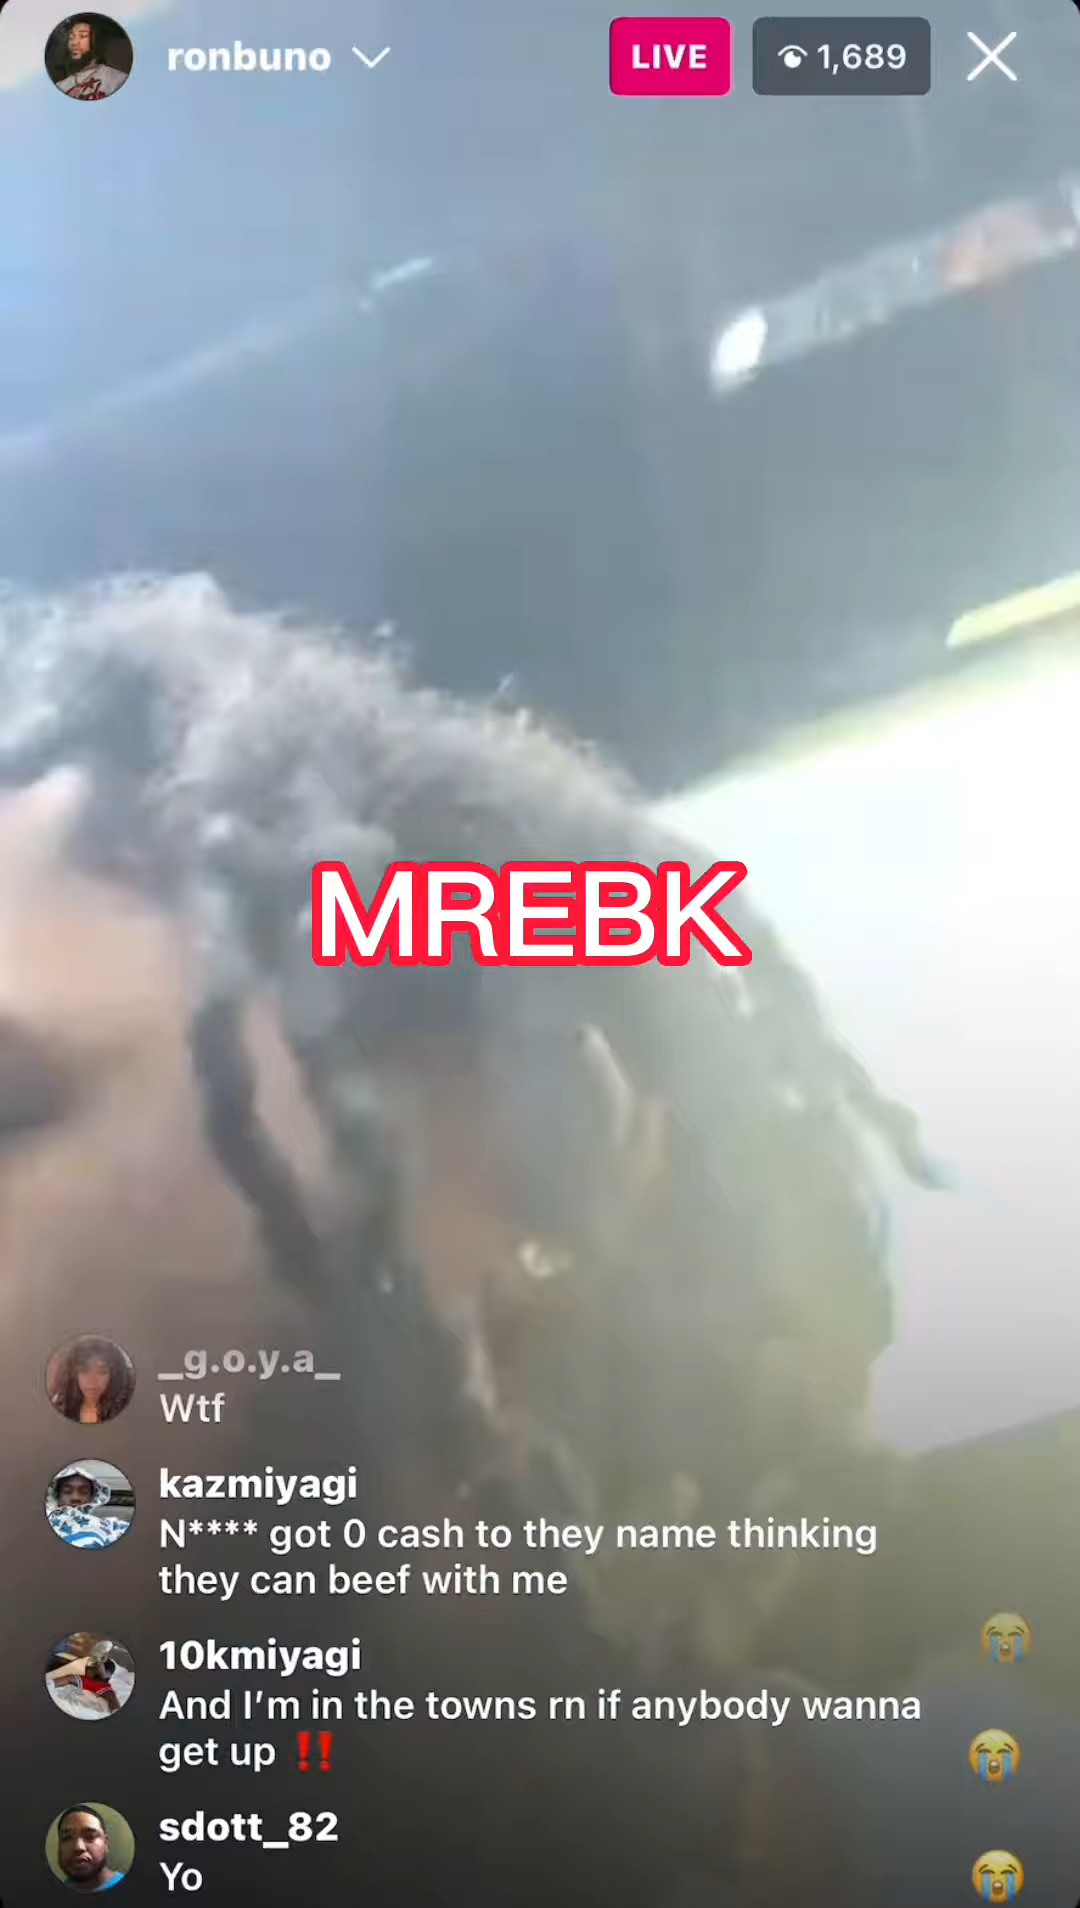 ronbuno
LIVE
1,689
MREBK
_g.o.y.a_
Wtf
kazmiyagi
N**** got 0 cash to they name thinking
they can beef with me
10kmiyagi
And I'm in the towns rn if anybody wanna
get up ‼️
sdott_82
Yo